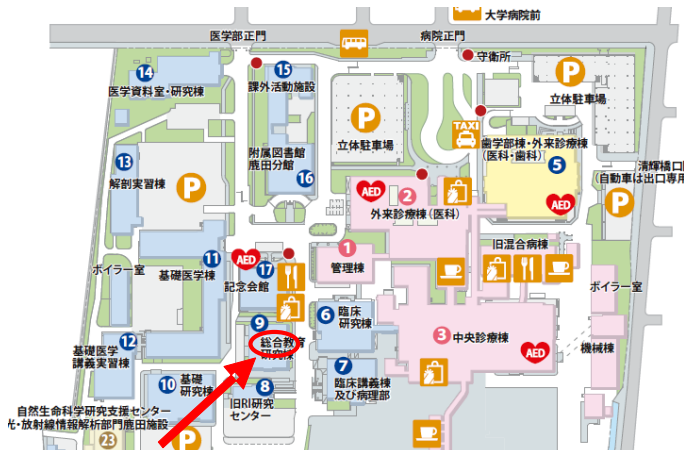 大学病院前
医学部正門
病院正門
守衛所
14
医学資料室・研究棟
15
課外活動施設
P
立体駐車場
P
立体駐車場
TAXI
歯学部棟・外来診療棟
(医科・歯科)
5
附属図書館
鹿田分館
16
13
解剖実習棟
P
AED
2
外来診療棟(医科)
AED
清輝橋口
(自動車は出口専用
P
1
管理棟
旧混合病棟
11
基礎医学棟
ボイラー室
AED
17
記念会館
ボイラー室
6
臨床
研究棟
9
総合教育
研究棟
3
中央診療棟
AED
機械棟
12
基礎医学
講義実習棟
10
基礎
研究棟
8
旧RI研究
センター
7
臨床講義棟
及び病理部
自然生命科学研究支援センター
光・放射線情報解析部門鹿田施設
23
P